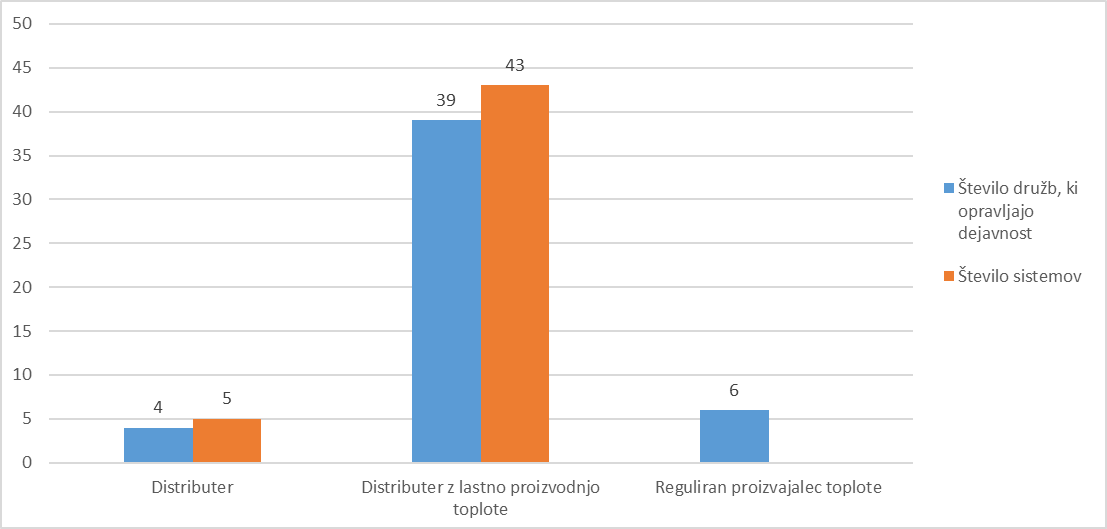 50
45
40
35
30
25
20
15
10
5
0
4
5
39
43
6
Distributer
Distributer z lastno proizvodnjo
toplote
Reguliran proizvajalec toplote
Število družb, ki
opravljajo
dejavnost
Število sistemov